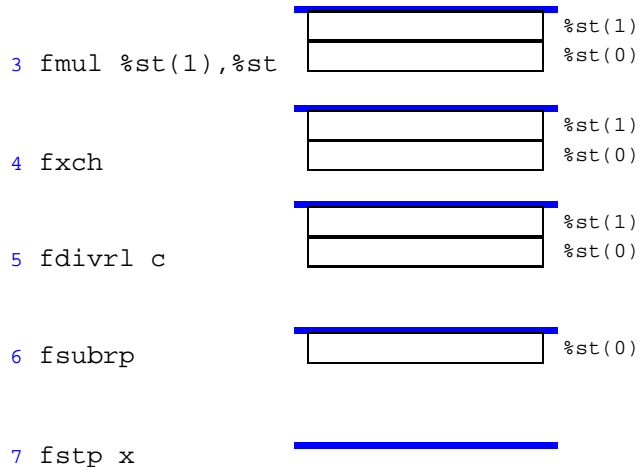 %st(1)
3 fmul %st(1),%st %st(0)
%st(1)
4 fxch %st(0)
%st(1)
5 fdivrl c %st(0)
6 fsubrp %st(0)
7 fstp x